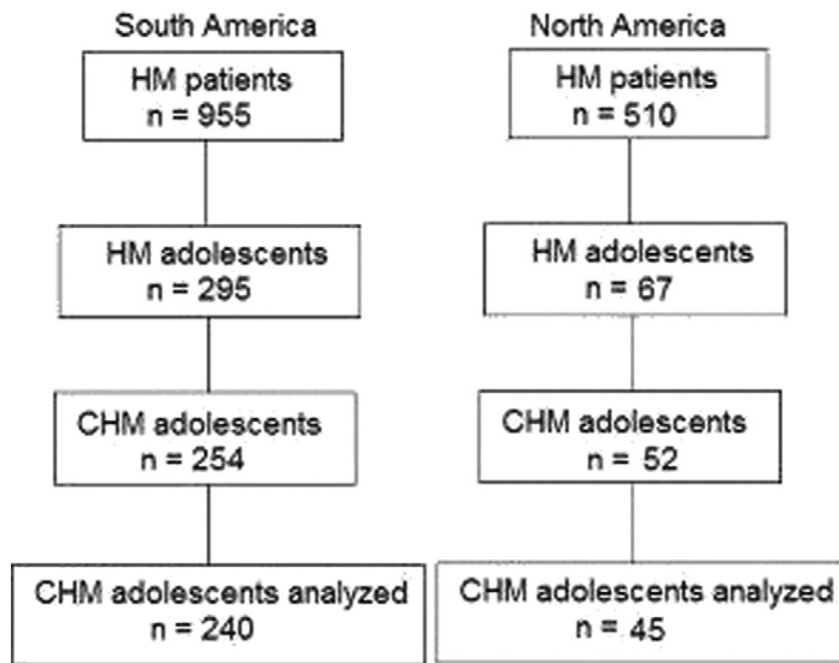 South America
HM patients
n = 955
HM adolescents
n = 295
CHM adolescents
n = 254
CHM adolescents analyzed
n = 240
North America
HM patients
n = 510
HM adolescents
n = 67
CHM adolescents
n = 52
CHM adolescents analyzed
n = 45